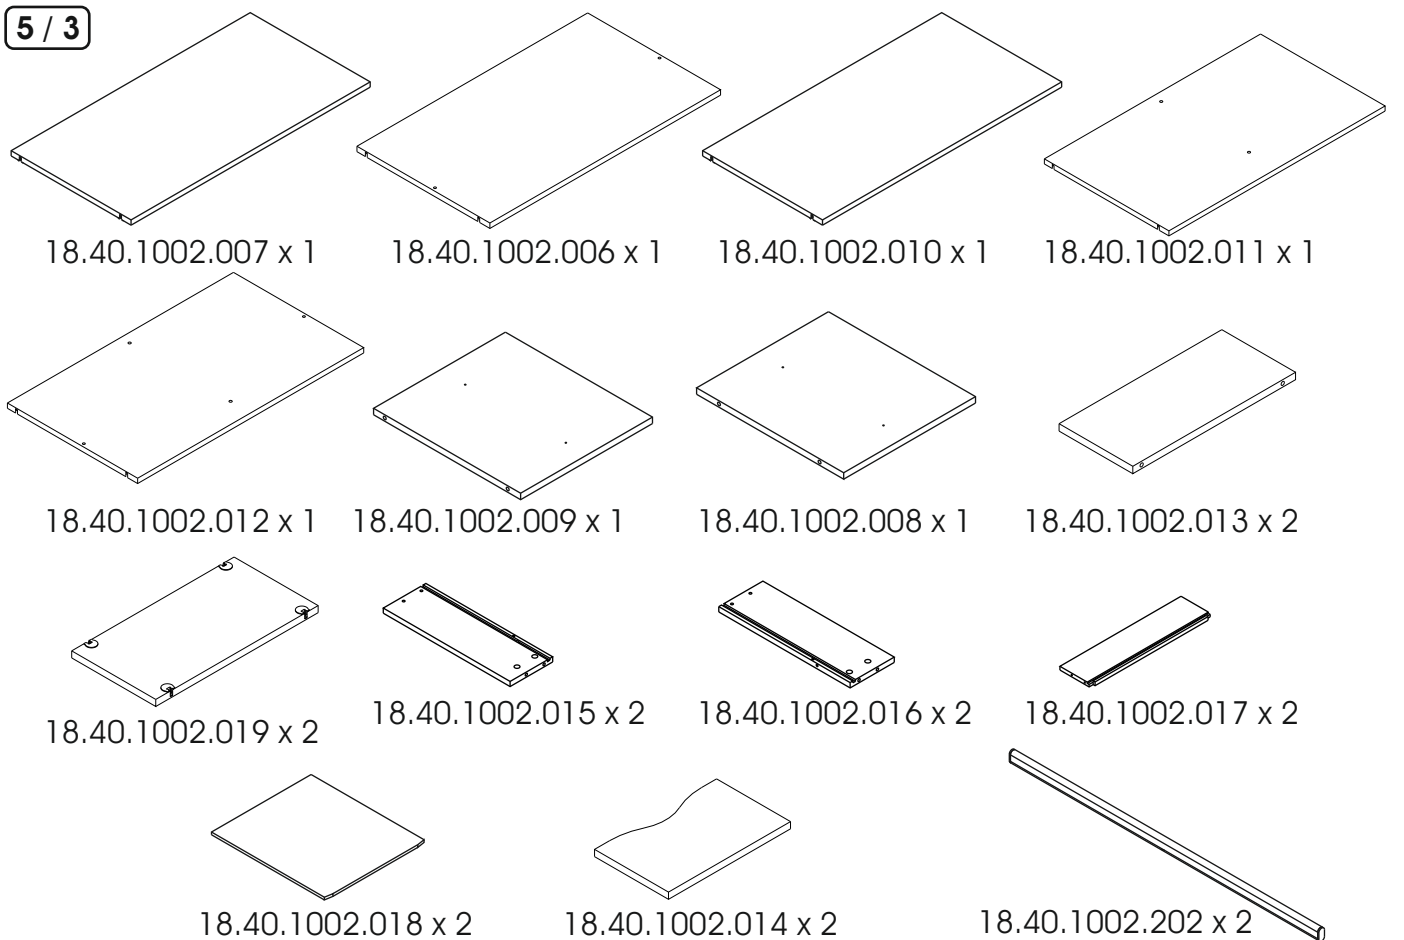 5 / 3
18.40.1002.007 x 1
18.40.1002.006 x 1
18.40.1002.010 x 1
18.40.1002.011 x 1
18.40.1002.012 x 1
18.40.1002.009 x 1
18.40.1002.008 x 1
18.40.1002.013 x 2
18.40.1002.019 x 2
18.40.1002.015 x 2
18.40.1002.016 x 2
18.40.1002.017 x 2
18.40.1002.018 x 2
18.40.1002.014 x 2
18.40.1002.202 x 2